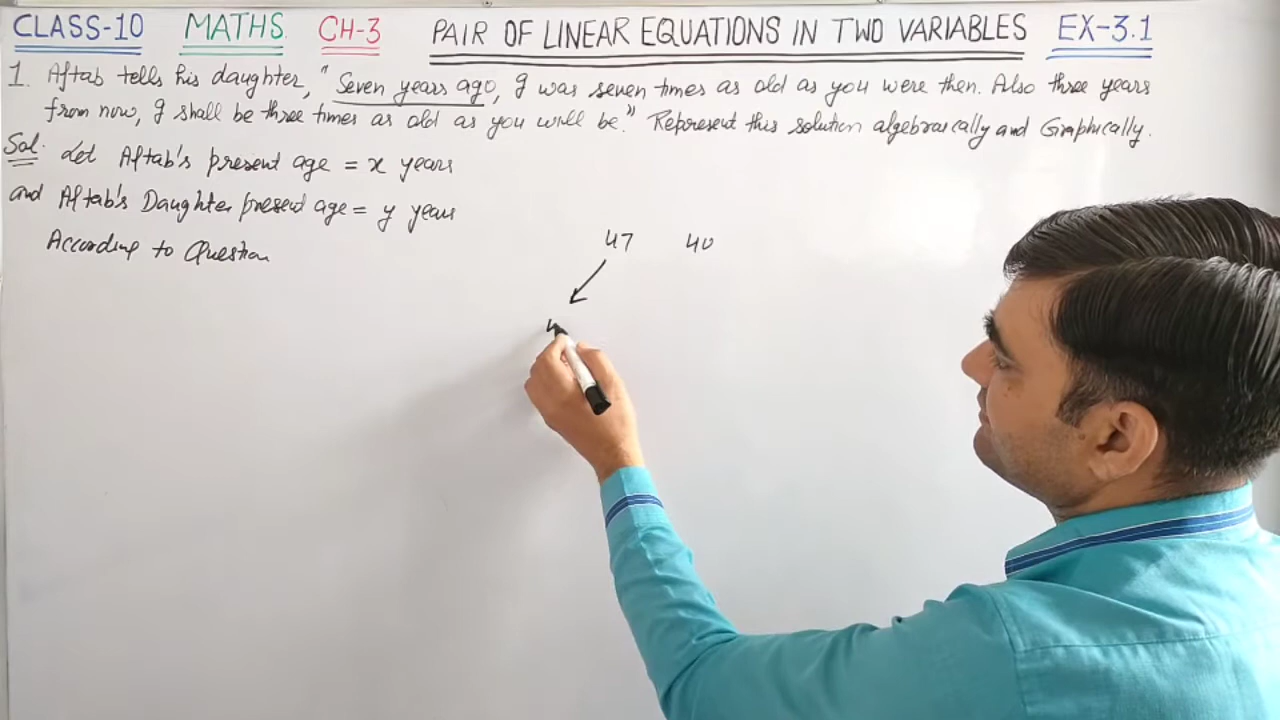 CLASS-10 MATHS CH-3 PAIR OF LINEAR EQUATIONS IN TWO VARIABLES EX-3.1
1. Aftab tells his daughter, "Seven years ago, I was seven times as old as you were then. Also three years
from now, I shall be three times as old as you will be." Represent this solution algebraically and Graphically.
Sol. Let Aftab's present age = x years
and Aftab's Daughter present age = y years
According to Question
47 40